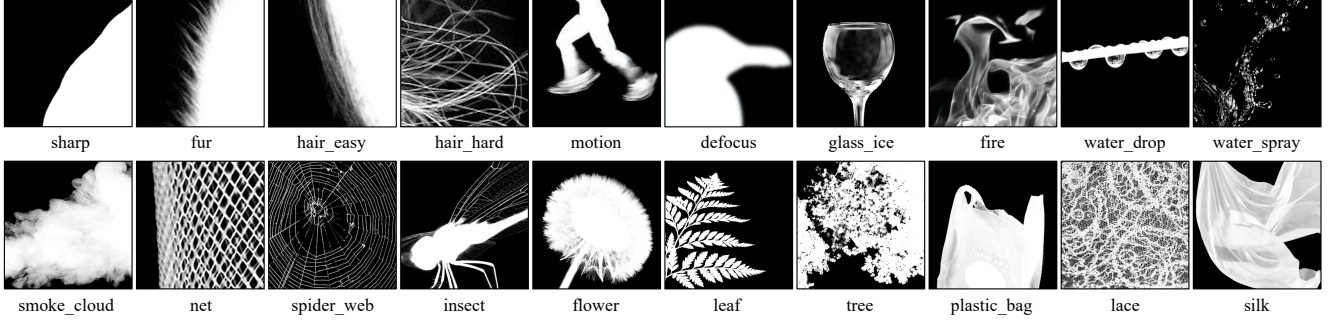 sharp fur hair_easy hair_hard motion defocus glass_ice fire water_drop water_spray
smoke_cloud net spider_web insect flower leaf tree plastic_bag lace silk